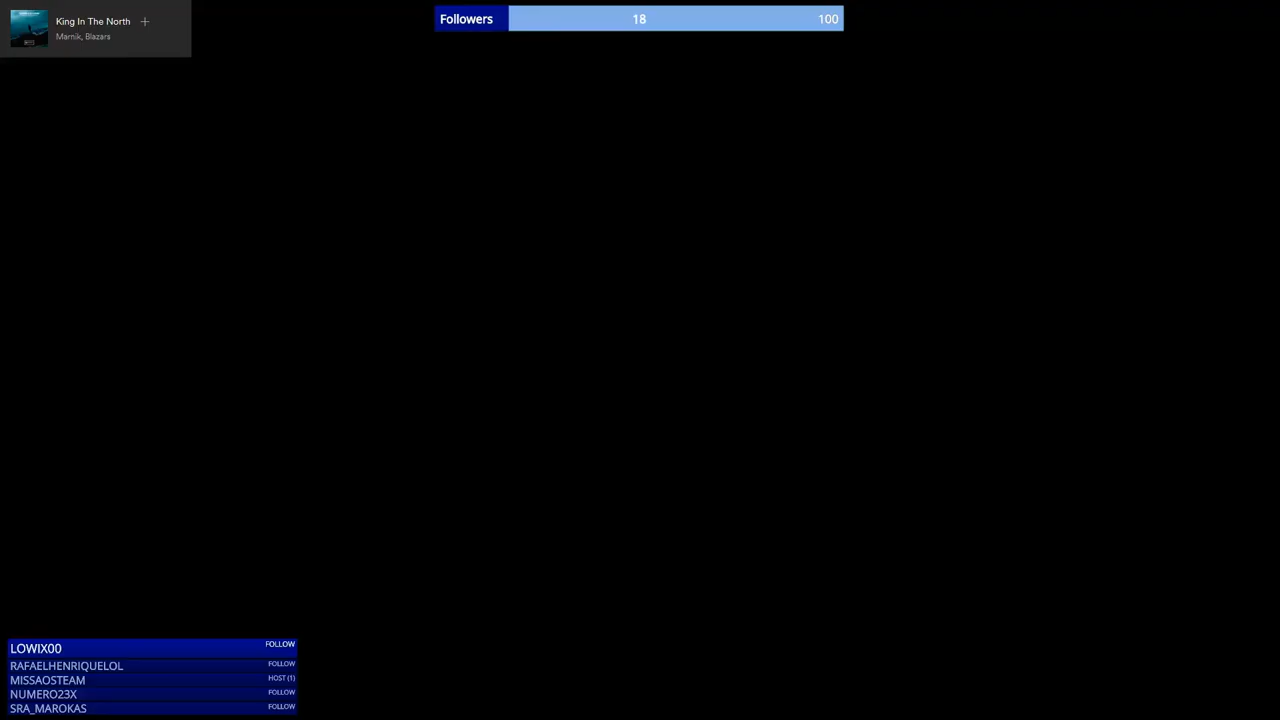 King In The North
Marnik, Blazars
Followers 18 100
LOWIX00 FOLLOW
RAFAELHENRIQUELOL FOLLOW
MISSAOSTEAM HOST (1)
NUMERO23X FOLLOW
SRA_MAROKAS FOLLOW